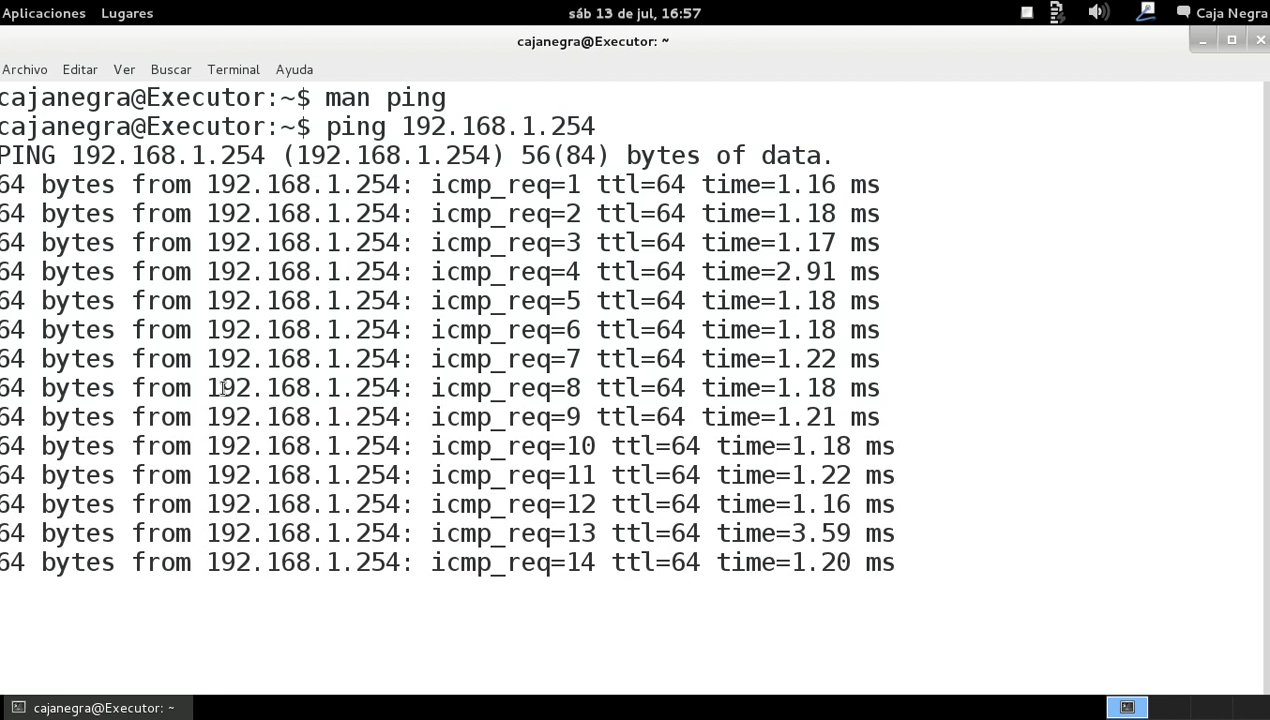 Aplicaciones Lugares sáb 13 de jul, 16:57 Caja Negra
cajanegra@Executor: ~
Archivo Editar Ver Buscar Terminal Ayuda
cajanegra@Executor:~$ man ping
cajanegra@Executor:~$ ping 192.168.1.254
PING 192.168.1.254 (192.168.1.254) 56(84) bytes of data.
64 bytes from 192.168.1.254: icmp_req=1 ttl=64 time=1.16 ms
64 bytes from 192.168.1.254: icmp_req=2 ttl=64 time=1.18 ms
64 bytes from 192.168.1.254: icmp_req=3 ttl=64 time=1.17 ms
64 bytes from 192.168.1.254: icmp_req=4 ttl=64 time=2.91 ms
64 bytes from 192.168.1.254: icmp_req=5 ttl=64 time=1.18 ms
64 bytes from 192.168.1.254: icmp_req=6 ttl=64 time=1.18 ms
64 bytes from 192.168.1.254: icmp_req=7 ttl=64 time=1.22 ms
64 bytes from 192.168.1.254: icmp_req=8 ttl=64 time=1.18 ms
64 bytes from 192.168.1.254: icmp_req=9 ttl=64 time=1.21 ms
64 bytes from 192.168.1.254: icmp_req=10 ttl=64 time=1.18 ms
64 bytes from 192.168.1.254: icmp_req=11 ttl=64 time=1.22 ms
64 bytes from 192.168.1.254: icmp_req=12 ttl=64 time=1.16 ms
64 bytes from 192.168.1.254: icmp_req=13 ttl=64 time=3.59 ms
64 bytes from 192.168.1.254: icmp_req=14 ttl=64 time=1.20 ms
cajanegra@Executor: ~